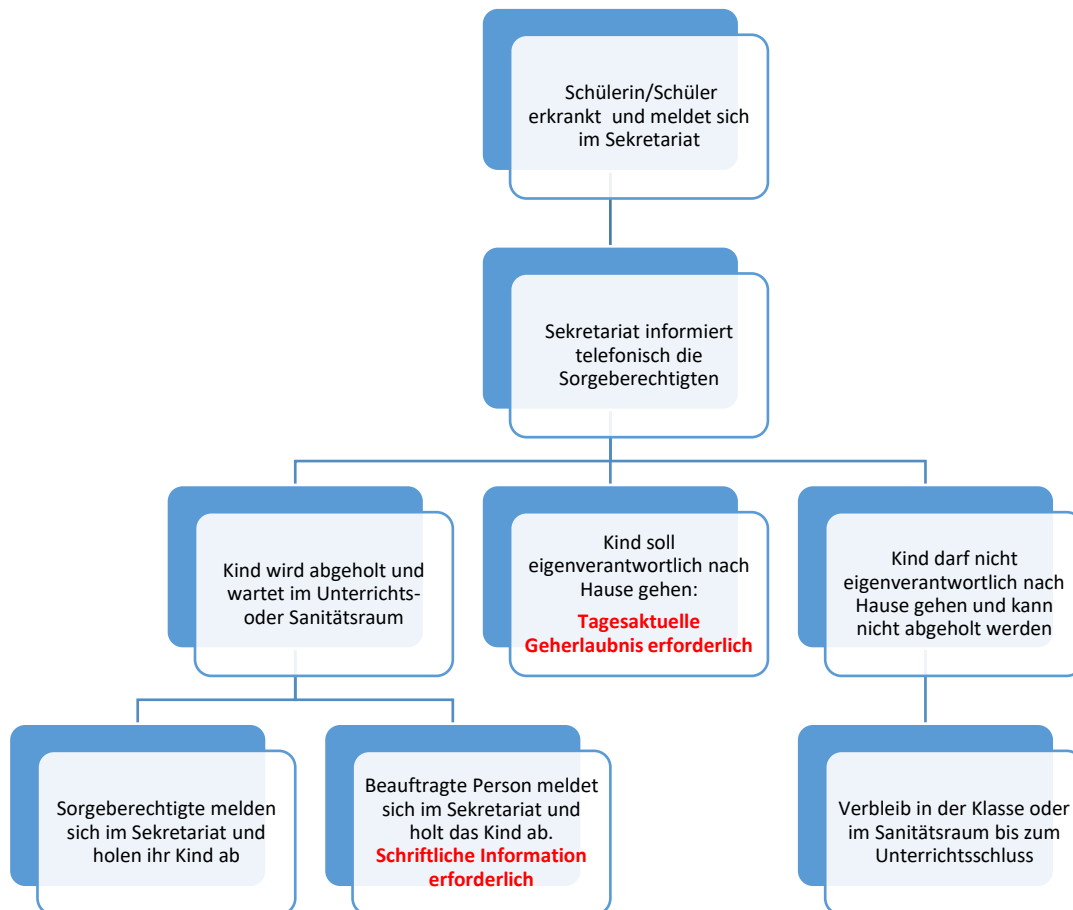 Schülerin/Schüler
erkrankt und meldet sich
im Sekretariat
Sekretariat informiert
telefonisch die
Sorgeberechtigten
Kind wird abgeholt und
wartet im Unterrichts-
oder Sanitätsraum
Kind soll
eigenverantwortlich nach
Hause gehen:
Tagesaktuelle
Geherlaubnis erforderlich
Kind darf nicht
eigenverantwortlich nach
Hause gehen und kann
nicht abgeholt werden
Sorgeberechtigte melden
sich im Sekretariat und
holen ihr Kind ab
Beauftragte Person meldet
sich im Sekretariat und
holt das Kind ab.
Schriftliche Information
erforderlich
Verbleib in der Klasse oder
im Sanitätsraum bis zum
Unterrichtsschluss